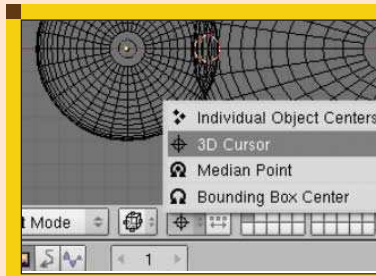 Individual Object Centers
3D Cursor
Median Point
Bounding Box Center
t Mode
1